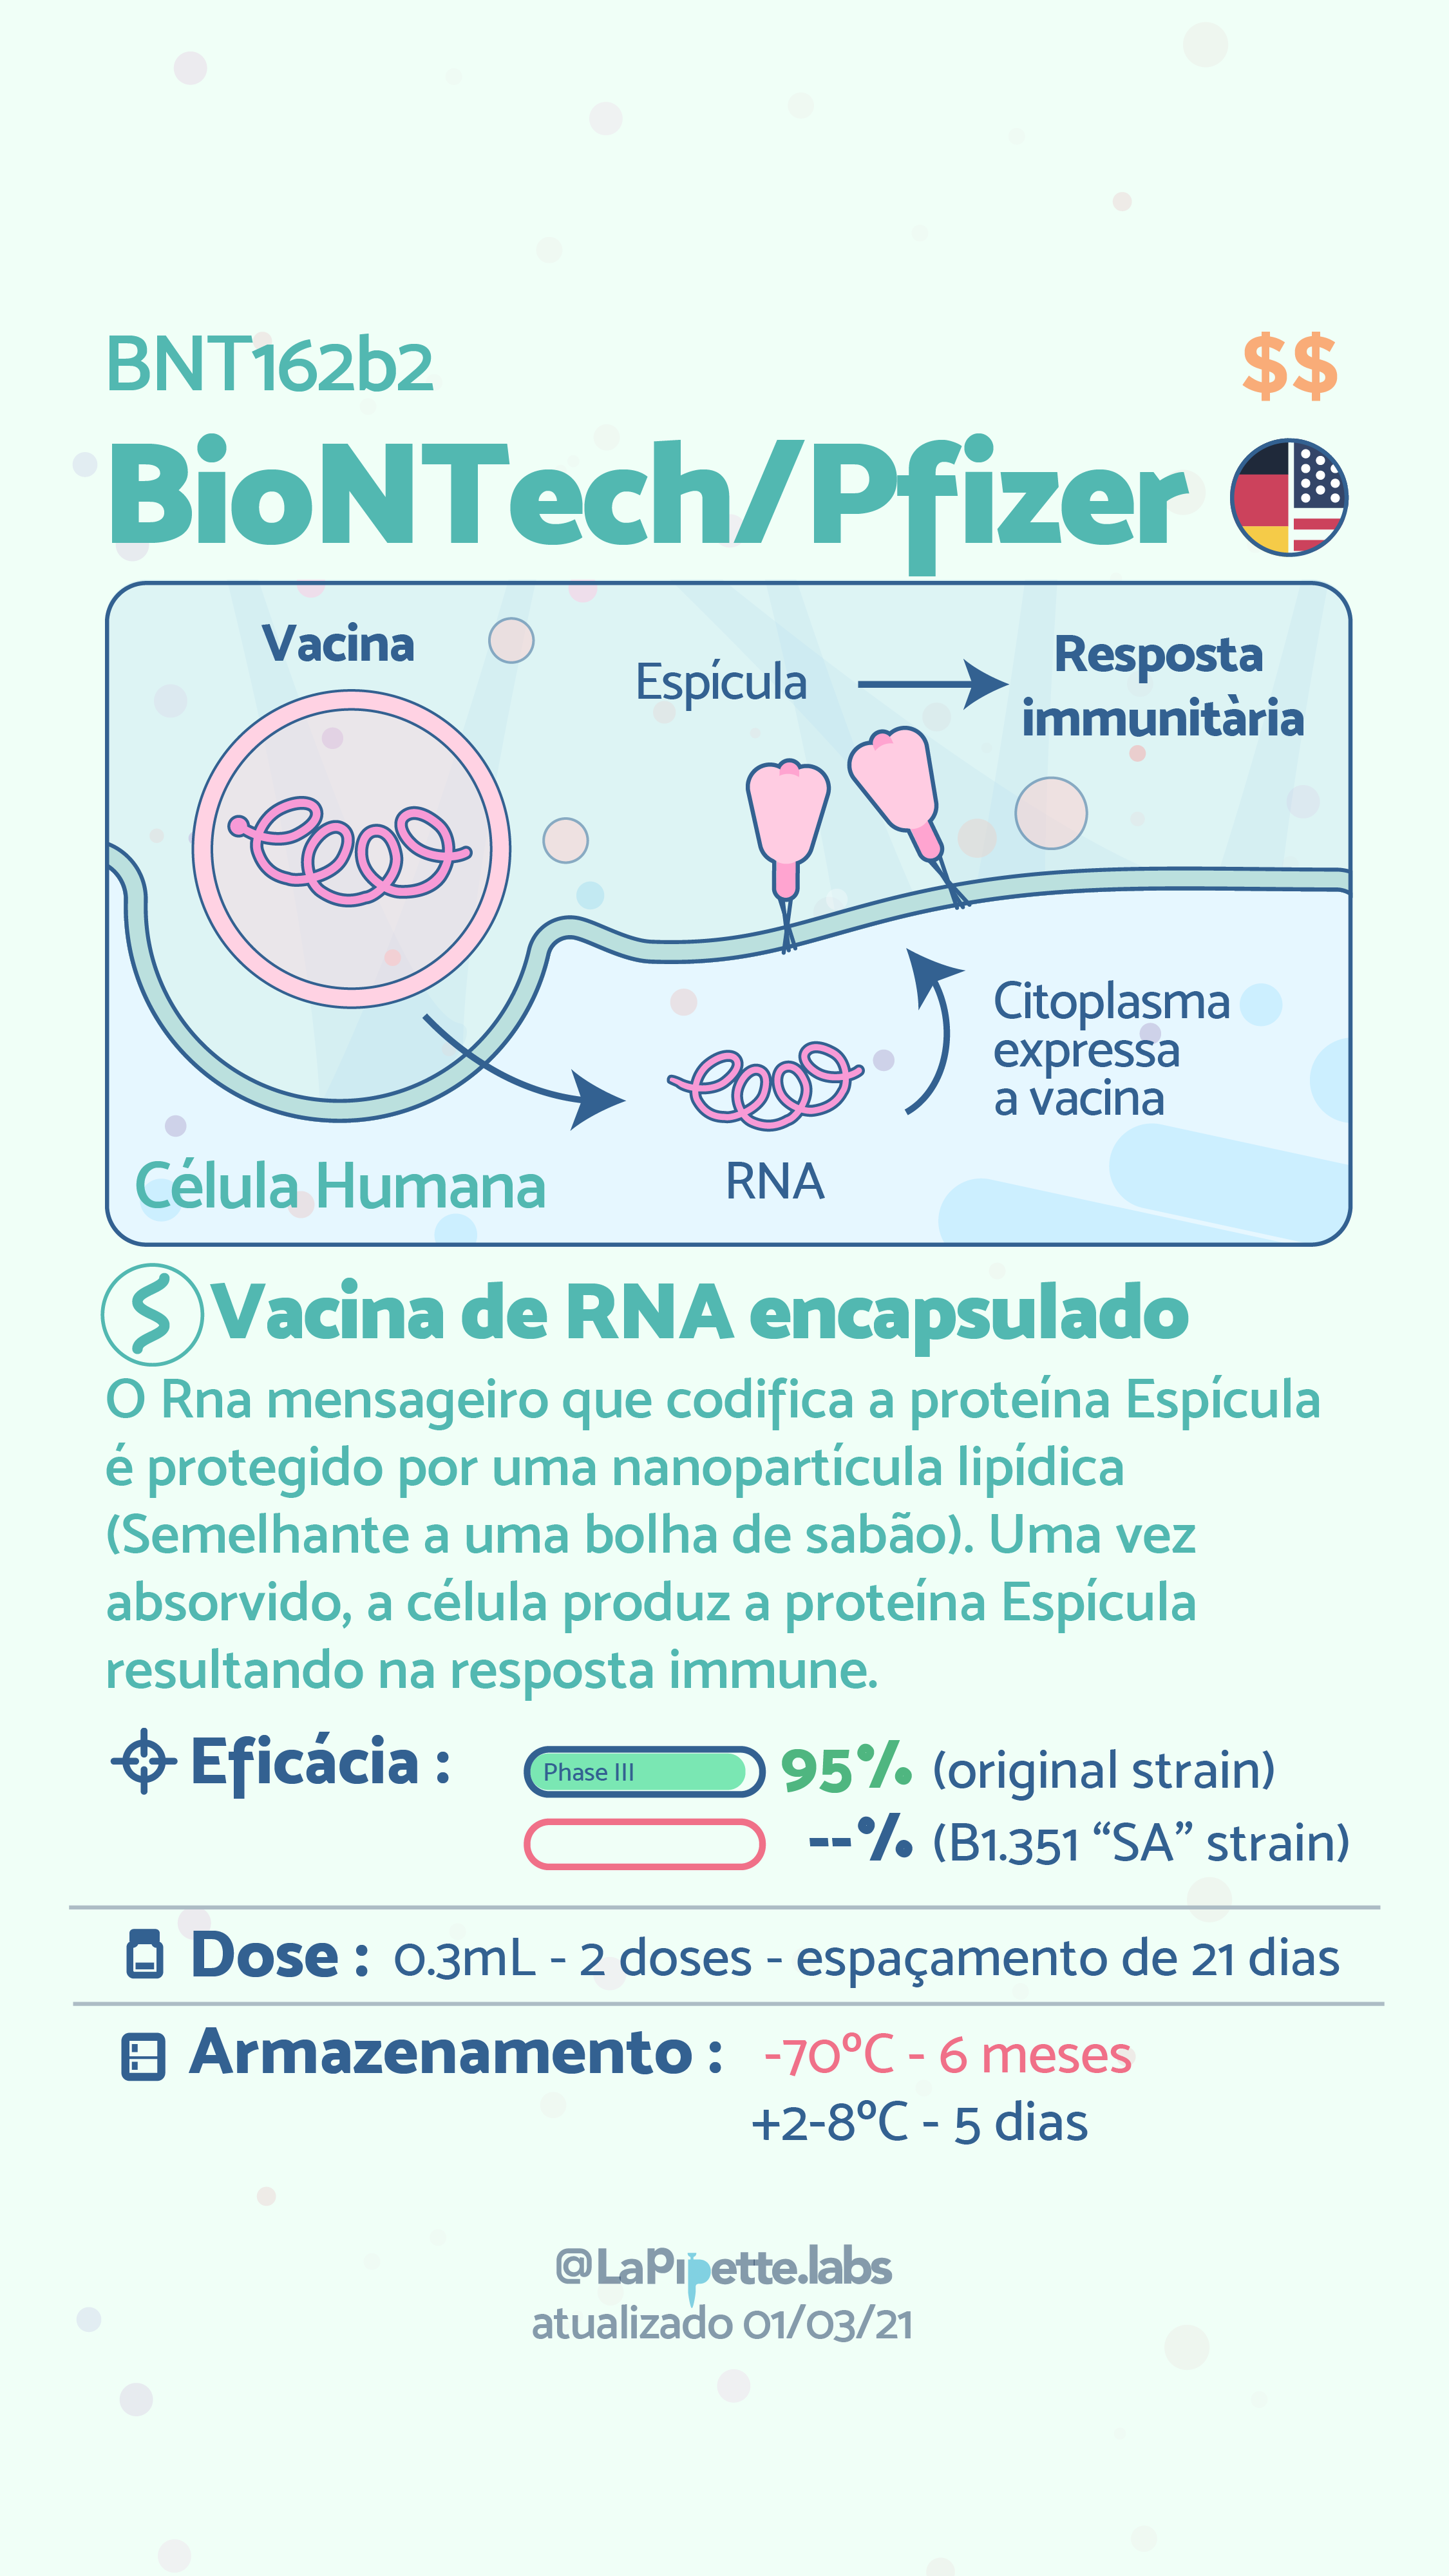 BNT162b2
$$
BioNTech/Pfizer
Vacina
Espícula
Resposta
immunitària
Citoplasma
expressa
a vacina
Célula Humana
RNA
Vacina de RNA encapsulado
O Rna mensageiro que codifica a proteína Espícula
é protegido por uma nanopartícula lipídica
(Semelhante a uma bolha de sabão). Uma vez
absorvido, a célula produz a proteína Espícula
resultando na resposta immune.
Eficácia : Phase III 95% (original strain)
--% (B1.351 “SA” strain)
Dose : 0.3mL - 2 doses - espaçamento de 21 dias
Armazenamento : -70ºC - 6 meses
+2-8ºC - 5 dias
@LaPipette.labs
atualizado 01/03/21